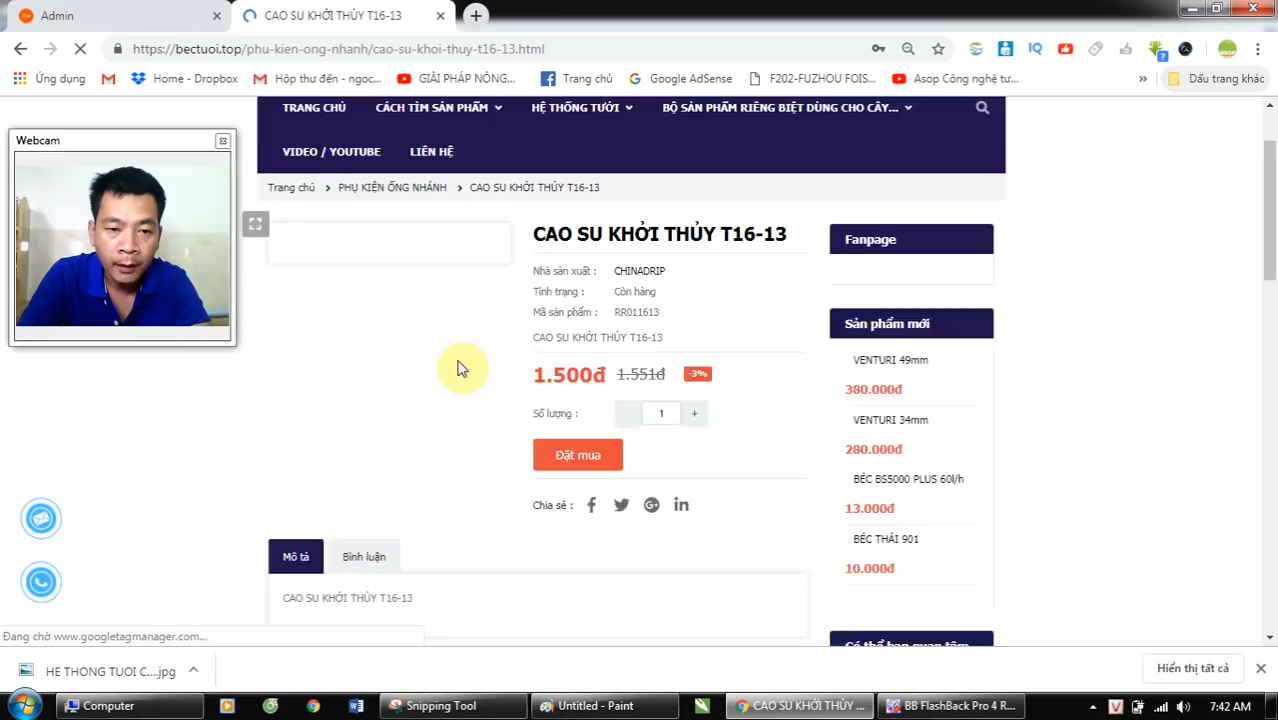 Admin
CAO SU KHỞI THỦY T16-13
https://bectuoi.top/phu-kien-ong-nhanh/cao-su-khoi-thuy-t16-13.html
Ứng dụng
Home - Dropbox
Hộp thư đến - ngoc...
GIẢI PHÁP NÔNG...
Trang chủ
Google AdSense
F202-FUZHOU FOIS...
Asop Công nghệ tư...
»
Dấu trang khác
TRANG CHỦ
CÁCH TÌM SẢN PHẨM
HỆ THỐNG TƯỚI
BỘ SẢN PHẨM RIÊNG BIỆT DÙNG CHO CÂY...
VIDEO / YOUTUBE
LIÊN HỆ
Webcam
Trang chủ > PHỤ KIỆN ỐNG NHÁNH > CAO SU KHỞI THỦY T16-13
CAO SU KHỞI THỦY T16-13
Nhà sản xuất : CHINADRIP
Tình trạng : Còn hàng
Mã sản phẩm : RR011613
CAO SU KHỞI THỦY T16-13
1.500đ 1.551đ -3%
Số lượng : 1 +
Đặt mua
Chia sẻ :
Mô tả
Bình luận
CAO SU KHỞI THỦY T16-13
Fanpage
Sản phẩm mới
VENTURI 49mm
380.000đ
VENTURI 34mm
280.000đ
BÉC BS5000 PLUS 60l/h
13.000đ
BÉC THÁI 901
10.000đ
Có thể bạn quan tâm
Đang chờ www.googletagmanager.com...
HE THONG TUOI C....jpg
Hiển thị tất cả
Computer
Snipping Tool
Untitled - Paint
CAO SU KHỞI THỦY ...
BB FlashBack Pro 4 R...
7:42 AM